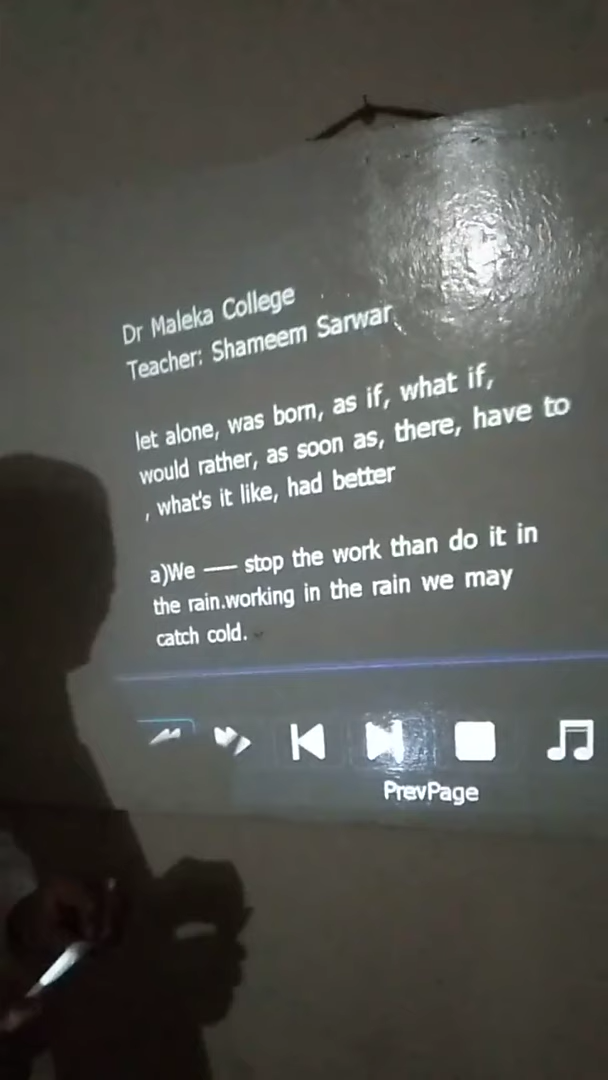 Dr Maleka College
Teacher: Shameem Sarwar
let alone, was born, as if, what if,
would rather, as soon as, there, have to
, what's it like, had better
a)We — stop the work than do it in
the rain.working in the rain we may
catch cold.
PrevPage